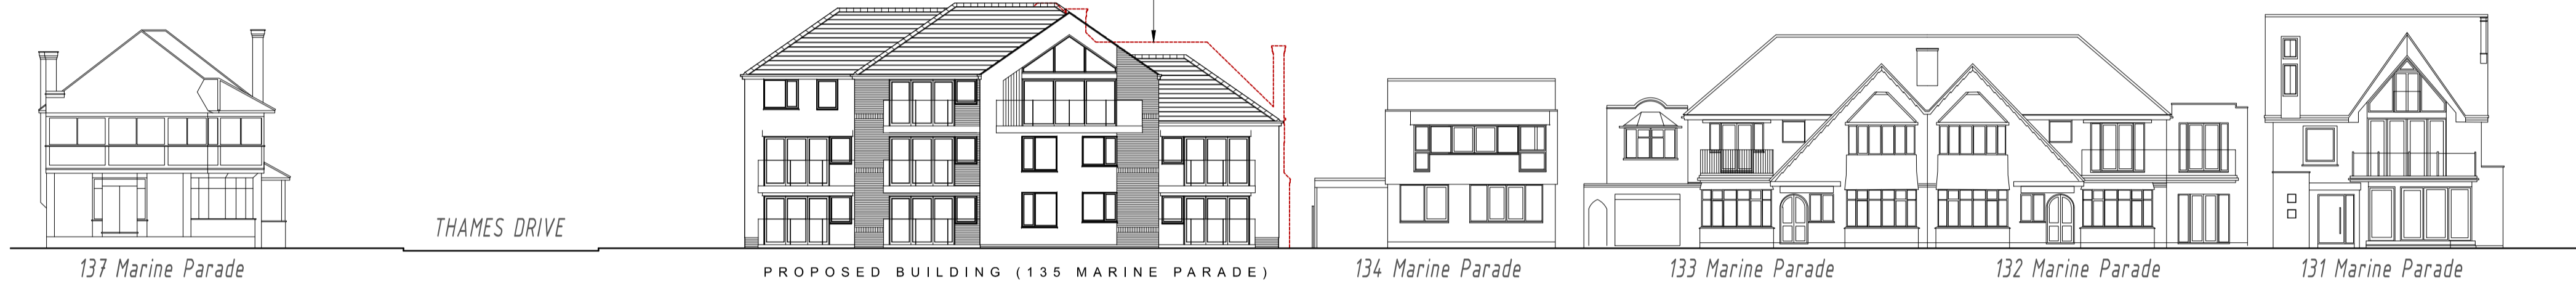 THAMES DRIVE
137 Marine Parade
PROPOSED BUILDING (135 MARINE PARADE)
134 Marine Parade
133 Marine Parade
132 Marine Parade
131 Marine Parade